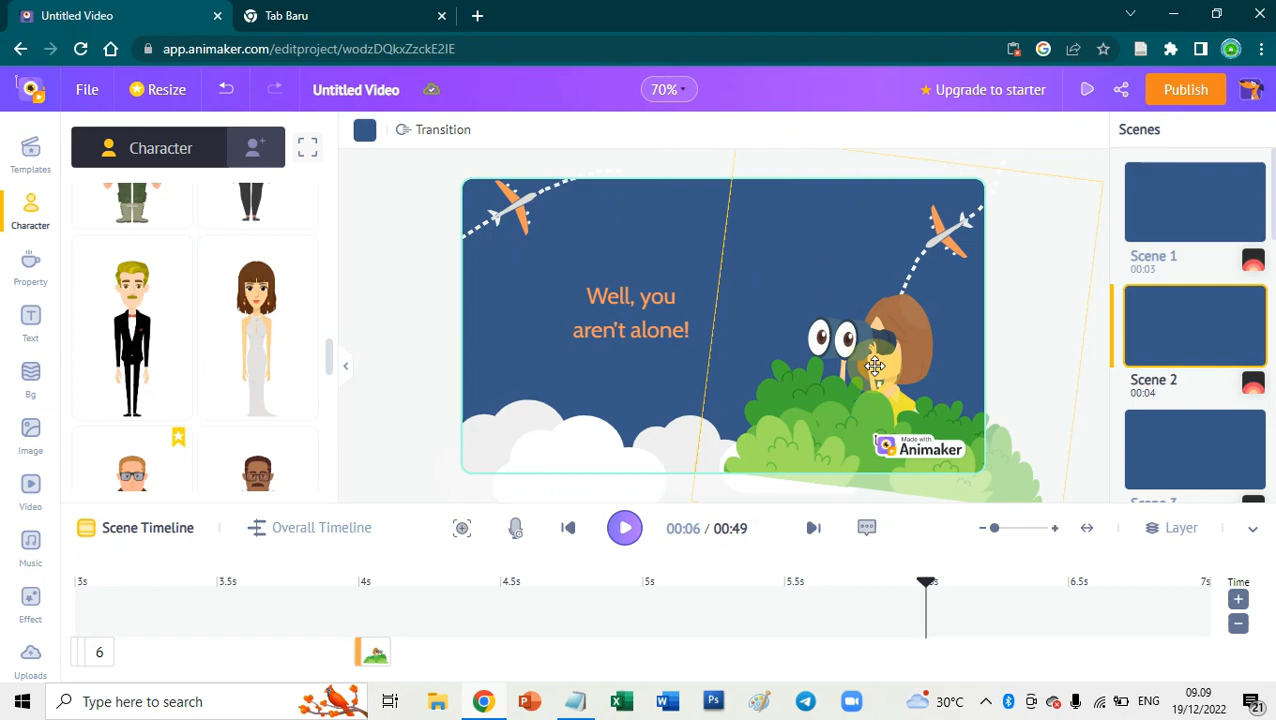 Untitled Video
Tab Baru
app.animaker.com/editproject/wodzDQkxZzckE2IE
File
Resize
Untitled Video
70%
Upgrade to starter
Publish
Templates
Character
Property
Text
Bg
Image
Video
Music
Effect
Uploads
Character
Transition
Scenes
Well, you
aren't alone!
Made with
Animaker
Scene 1
00:03
Scene 2
00:04
Scene Timeline
Overall Timeline
00:06 / 00:49
Layer
3s
3.5s
4s
4.5s
5s
5.5s
6.5s
7s
Time
6
Type here to search
30°C
ENG
09.09
19/12/2022
21